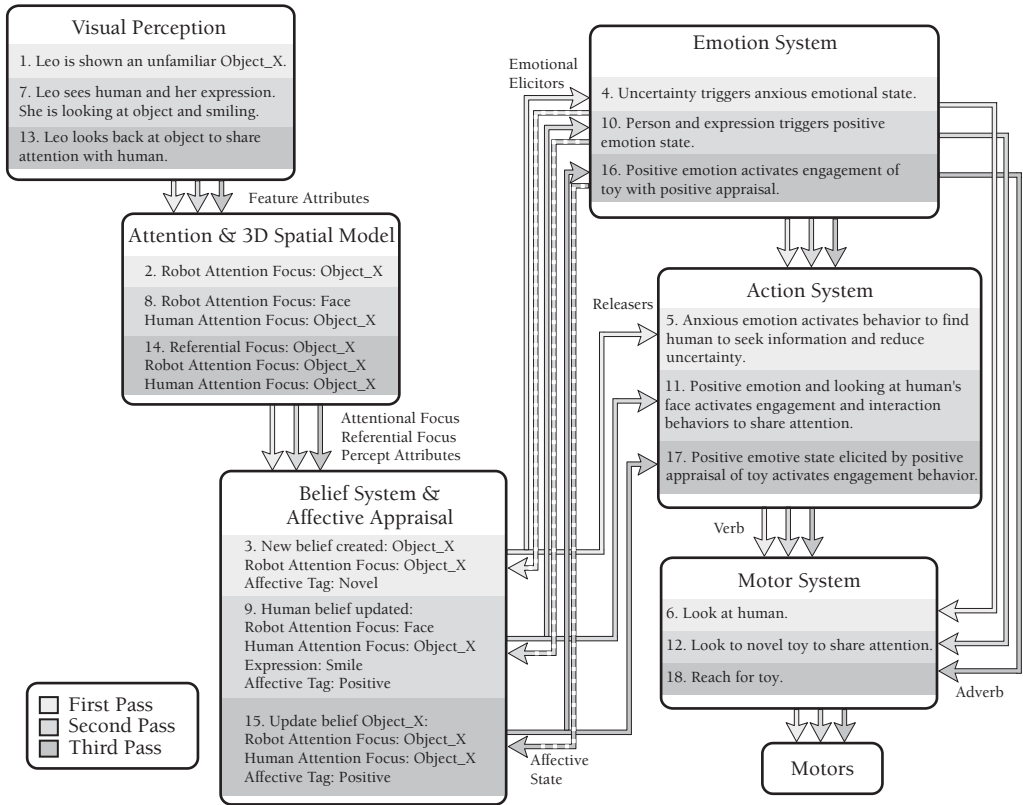 Visual Perception
1. Leo is shown an unfamiliar Object_X.
7. Leo sees human and her expression.
She is looking at object and smiling.
13. Leo looks back at object to share
attention with human.
Feature Attributes
Attention & 3D Spatial Model
2. Robot Attention Focus: Object_X
8. Robot Attention Focus: Face
Human Attention Focus: Object_X
14. Referential Focus: Object_X
Robot Attention Focus: Object_X
Human Attention Focus: Object_X
Attentional Focus
Referential Focus
Percept Attributes
Belief System &
Affective Appraisal
3. New belief created: Object_X
Robot Attention Focus: Object_X
Affective Tag: Novel
9. Human belief updated:
Robot Attention Focus: Face
Human Attention Focus: Object_X
Expression: Smile
Affective Tag: Positive
15. Update belief Object_X:
Robot Attention Focus: Object_X
Human Attention Focus: Object_X
Affective Tag: Positive
First Pass
Second Pass
Third Pass
Emotional
Elicitors
Emotion System
4. Uncertainty triggers anxious emotional state.
10. Person and expression triggers positive
emotion state.
16. Positive emotion activates engagement of
toy with positive appraisal.
Releasers
Action System
5. Anxious emotion activates behavior to find
human to seek information and reduce
uncertainty.
11. Positive emotion and looking at human's
face activates engagement and interaction
behaviors to share attention.
17. Positive emotive state elicited by positive
appraisal of toy activates engagement behavior.
Verb
Motor System
6. Look at human.
12. Look to novel toy to share attention.
18. Reach for toy.
Adverb
Affective
State
Motors